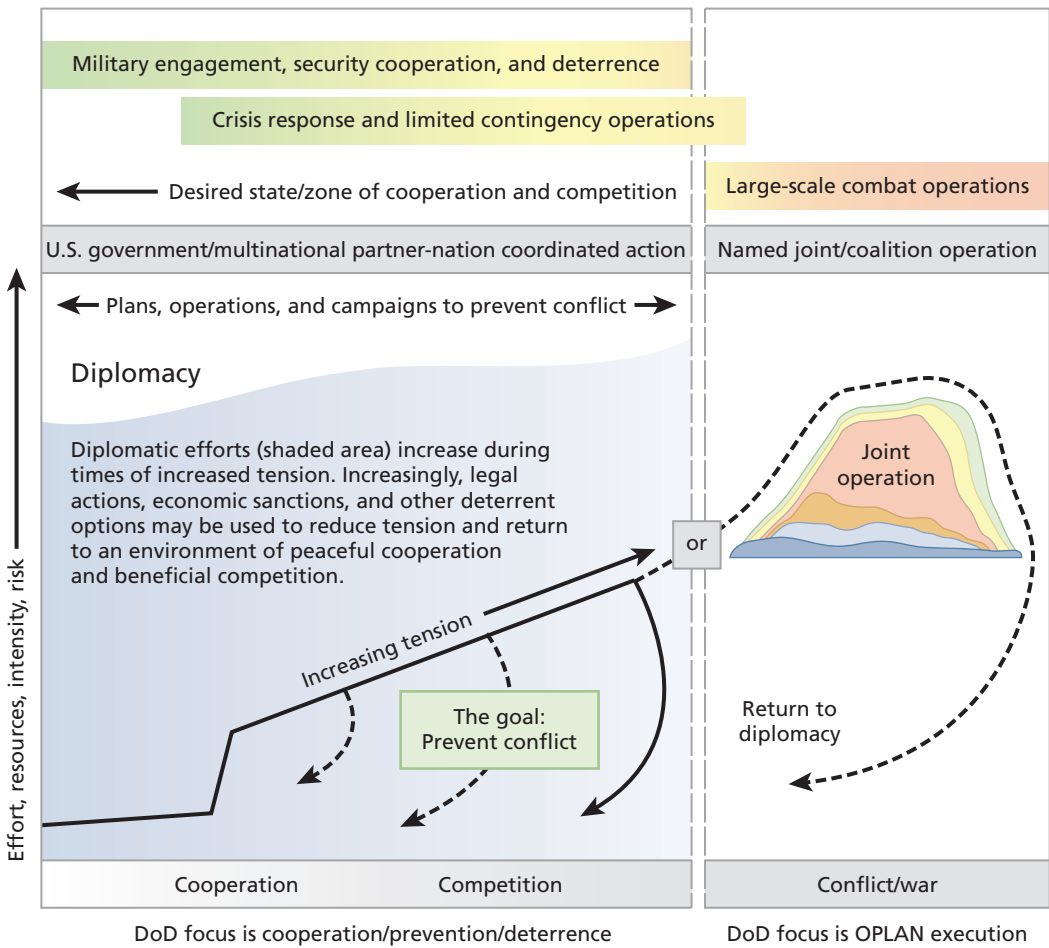 Military engagement, security cooperation, and deterrence
Crisis response and limited contingency operations
Desired state/zone of cooperation and competition
Large-scale combat operations
U.S. government/multinational partner-nation coordinated action
Named joint/coalition operation
Plans, operations, and campaigns to prevent conflict
Diplomacy
Diplomatic efforts (shaded area) increase during
times of increased tension. Increasingly, legal
actions, economic sanctions, and other deterrent
options may be used to reduce tension and return
to an environment of peaceful cooperation
and beneficial competition.
Joint
operation
or
Increasing tension
The goal:
Prevent conflict
Return to
diplomacy
Effort, resources, intensity, risk
Cooperation
Competition
Conflict/war
DoD focus is cooperation/prevention/deterrence
DoD focus is OPLAN execution